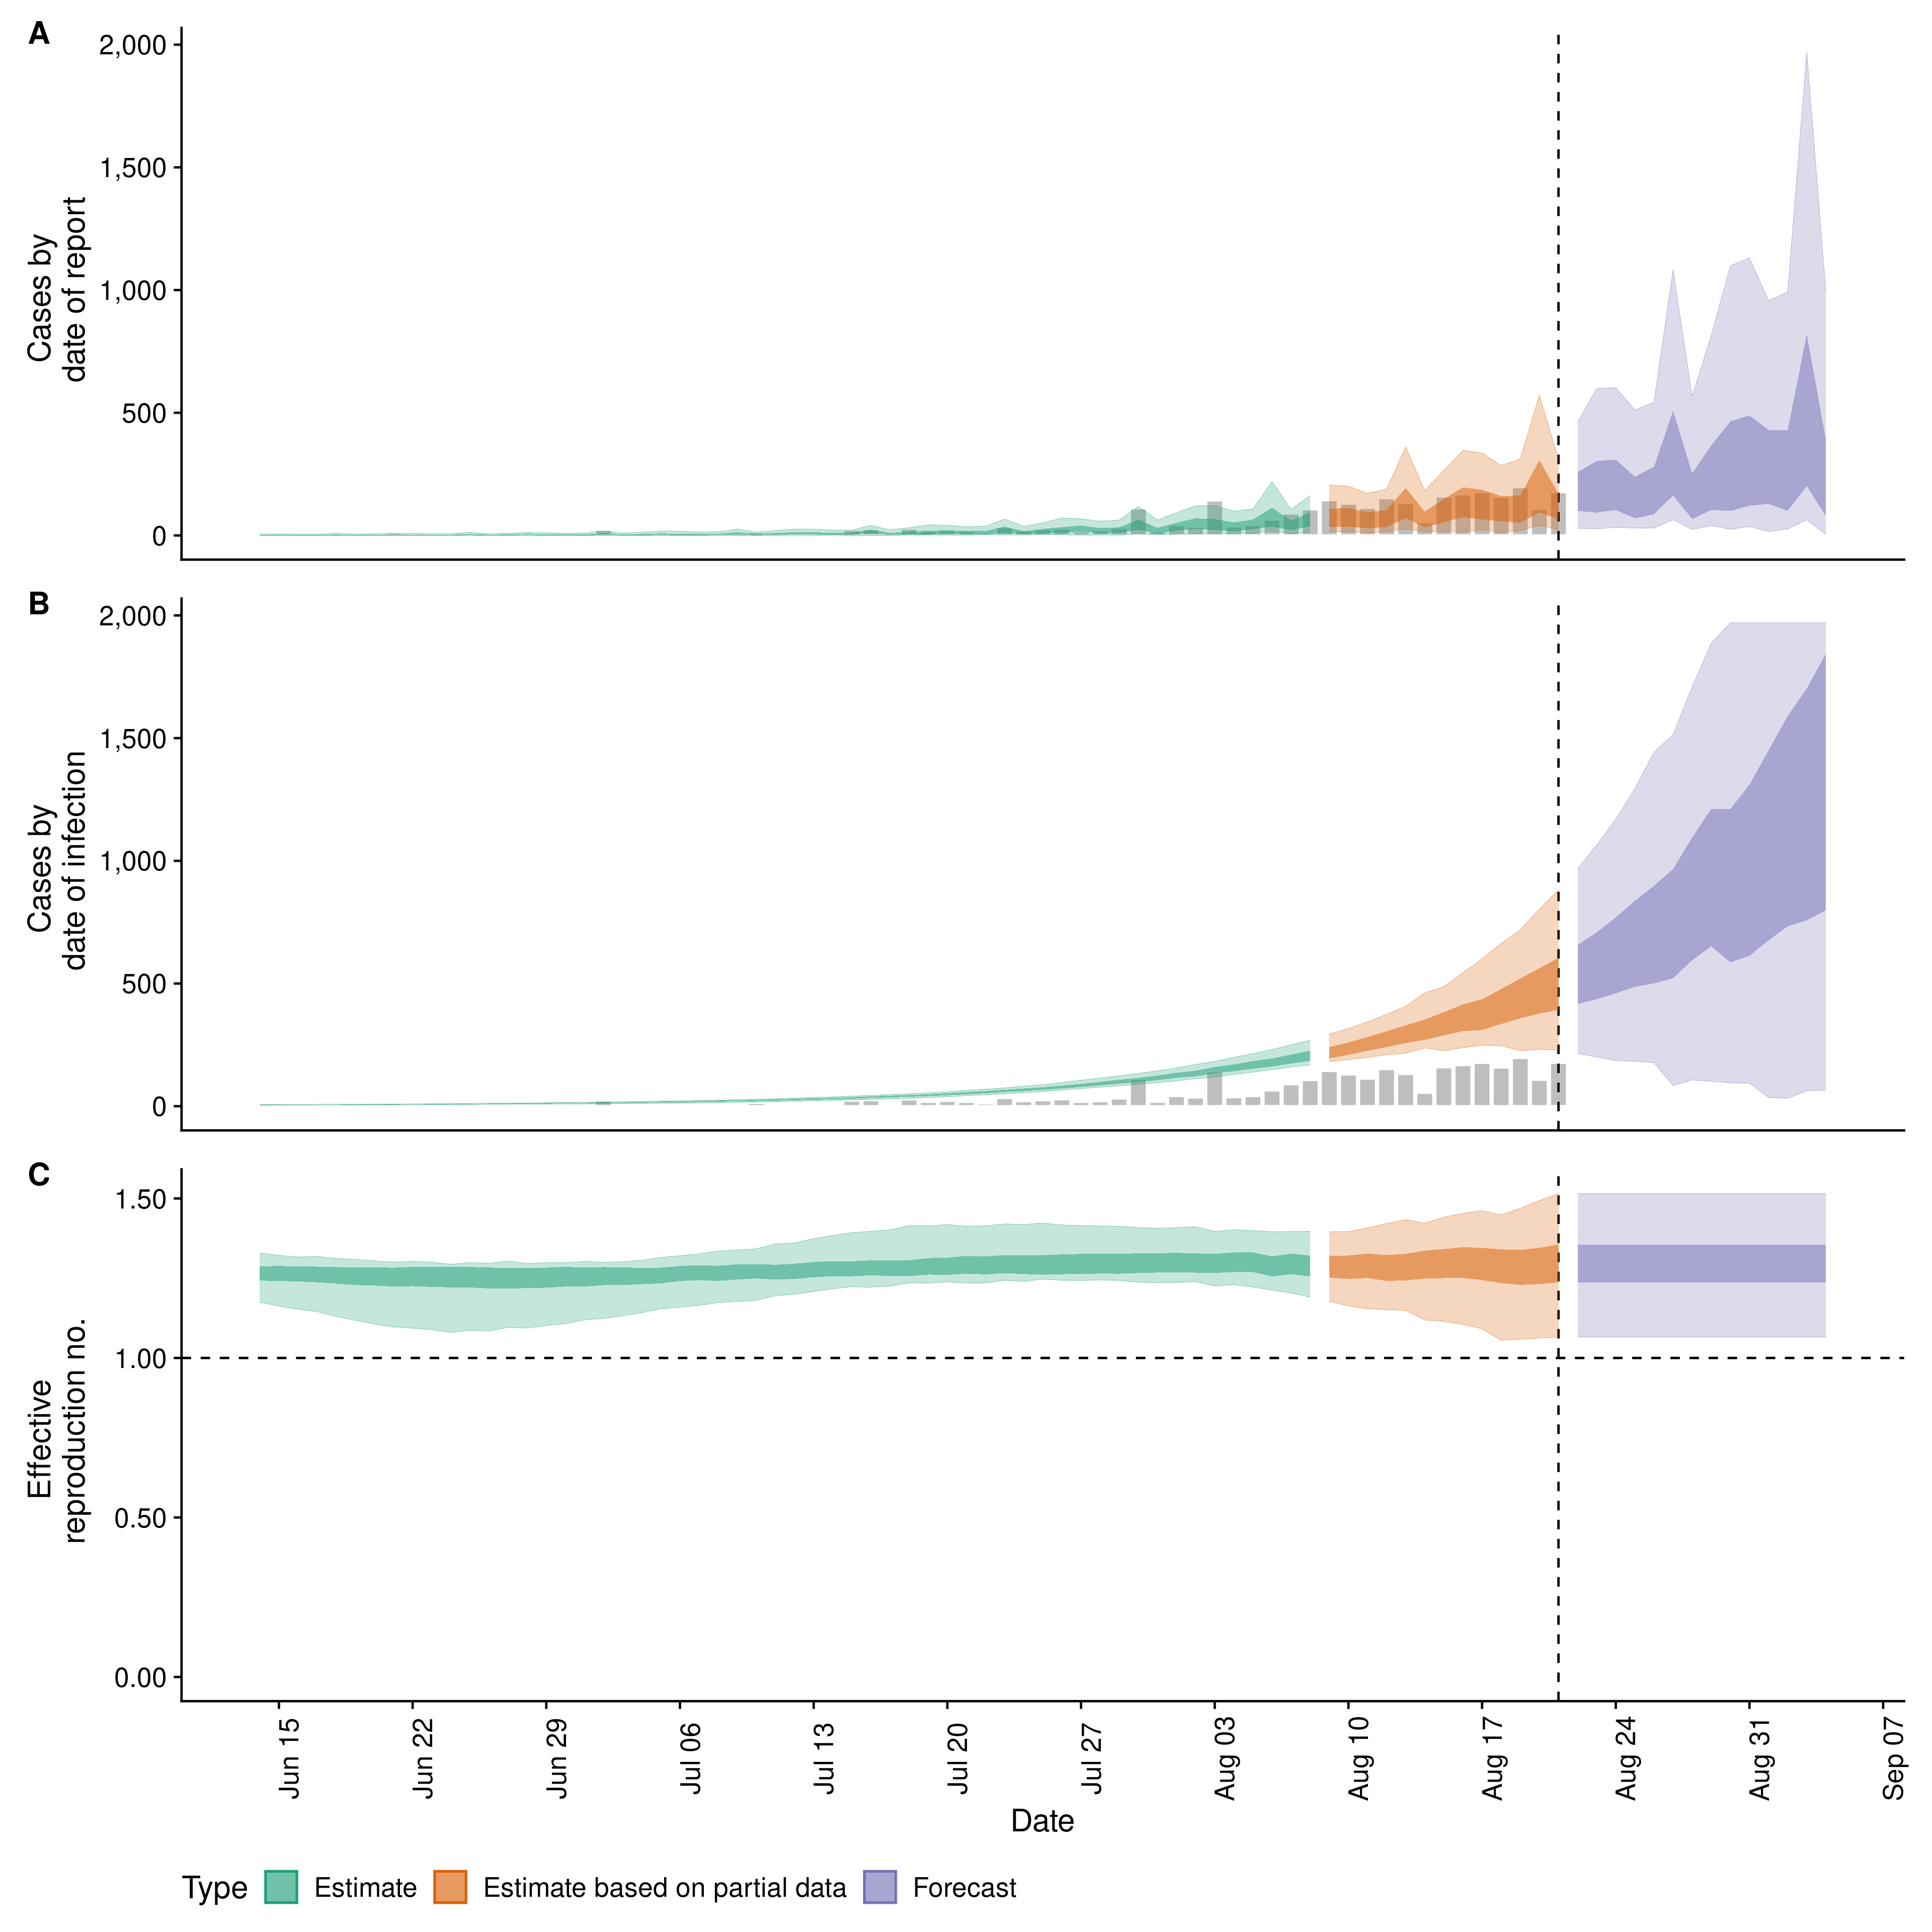 A
2,000
1,500
1,000
500
0
Cases by
date of report
B
2,000
1,500
1,000
500
0
Cases by
date of infection
C
1.50
1.00
0.50
0.00
Effective
reproduction no.
Jun 15
Jun 22
Jun 29
Jul 06
Jul 13
Jul 20
Jul 27
Aug 03
Aug 10
Aug 17
Aug 24
Aug 31
Sep 07
Date
Type Estimate Estimate based on partial data Forecast